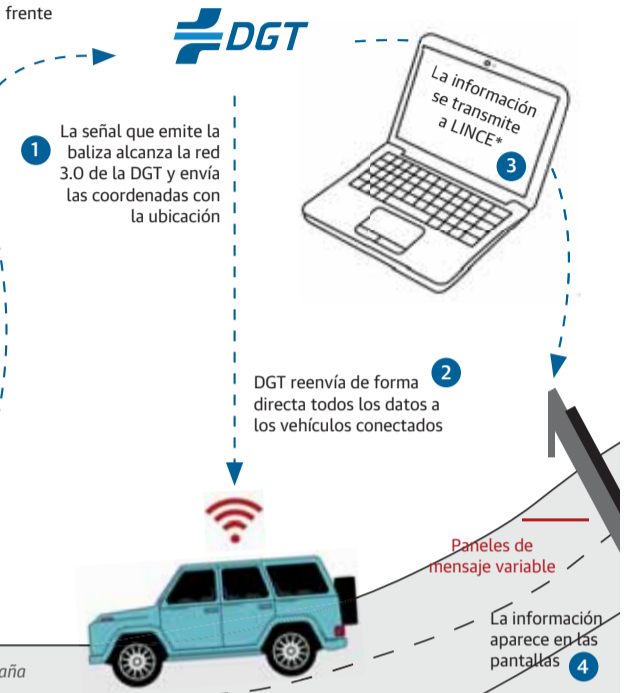 frente
DGT
1
La señal que emite la
baliza alcanza la red
3.0 de la DGT y envía
las coordenadas con
la ubicación
La información
se transmite
a LINCE*
3
2
DGT reenvía de forma
directa todos los datos a
los vehículos conectados
Paneles de
mensaje variable
La información
aparece en las
pantallas
4
aña